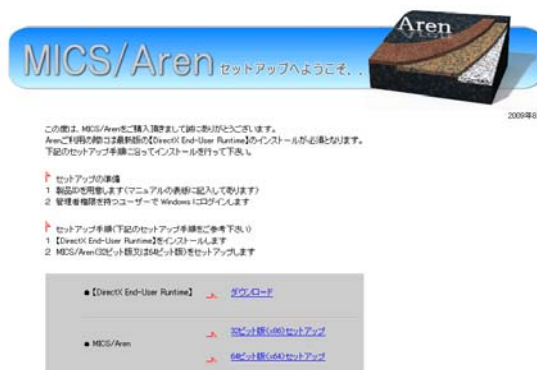 Aren
MICS/Aren セットアップへようこそ...
2009年8
この度は、MICS/Arenをご購入頂きまして誠にありがとうございます。
Arenご利用の際には最新版の【DirectX End-User Runtime】のインストールが必須となります。
下記のセットアップ手順に沿ってインストールを行って下さい。
セットアップの準備
1 製品IDを用意します(マニュアルの表紙に記入してあります)
2 管理者権限を持つユーザーで Windows にログインします
セットアップ手順(下記のセットアップ手順をご参考下さい)
1 【DirectX End-User Runtime】をインストールします
2 MICS/Aren(32ビット版又は64ビット版)をセットアップします
● 【DirectX End-User Runtime】 ダウンロード
32ビット版(x86)セットアップ
● MICS/Aren
64ビット版(x64)セットアップ